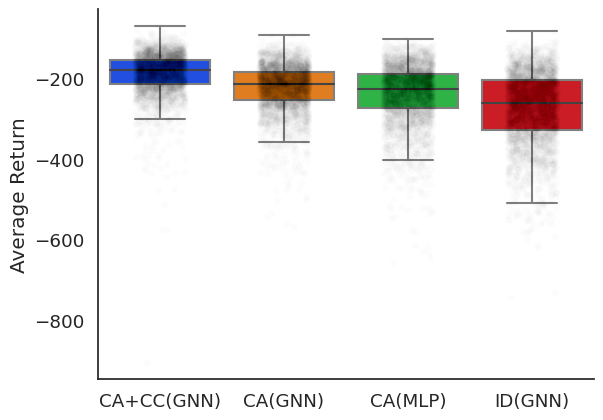 Average Return
−200
−400
−600
−800
CA+CC(GNN)
CA(GNN)
CA(MLP)
ID(GNN)